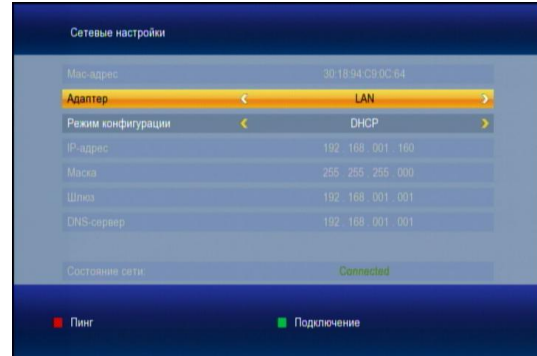 Сетевые настройки
Мас-адрес 30:18:94:C9:0C:64
Адаптер LAN
Режим конфигурации DHCP
IP-адрес 192 . 168 . 001 . 160
Маска 255 . 255 . 255 . 000
Шлюз 192 . 168 . 001 . 001
DNS-сервер 192 . 168 . 001 . 001
Состояние сети: Connected
Пинг Подключение